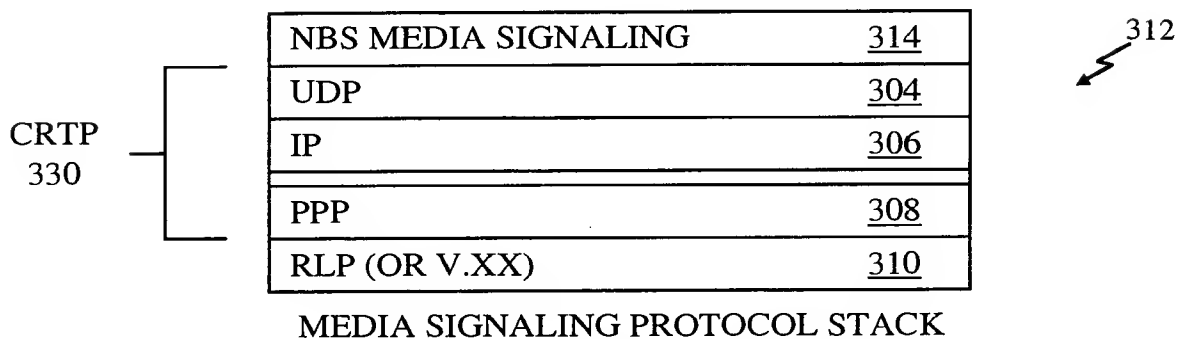 NBS MEDIA SIGNALING 314
312
UDP 304
CRTP
330
IP 306
PPP 308
RLP (OR V.XX) 310
MEDIA SIGNALING PROTOCOL STACK